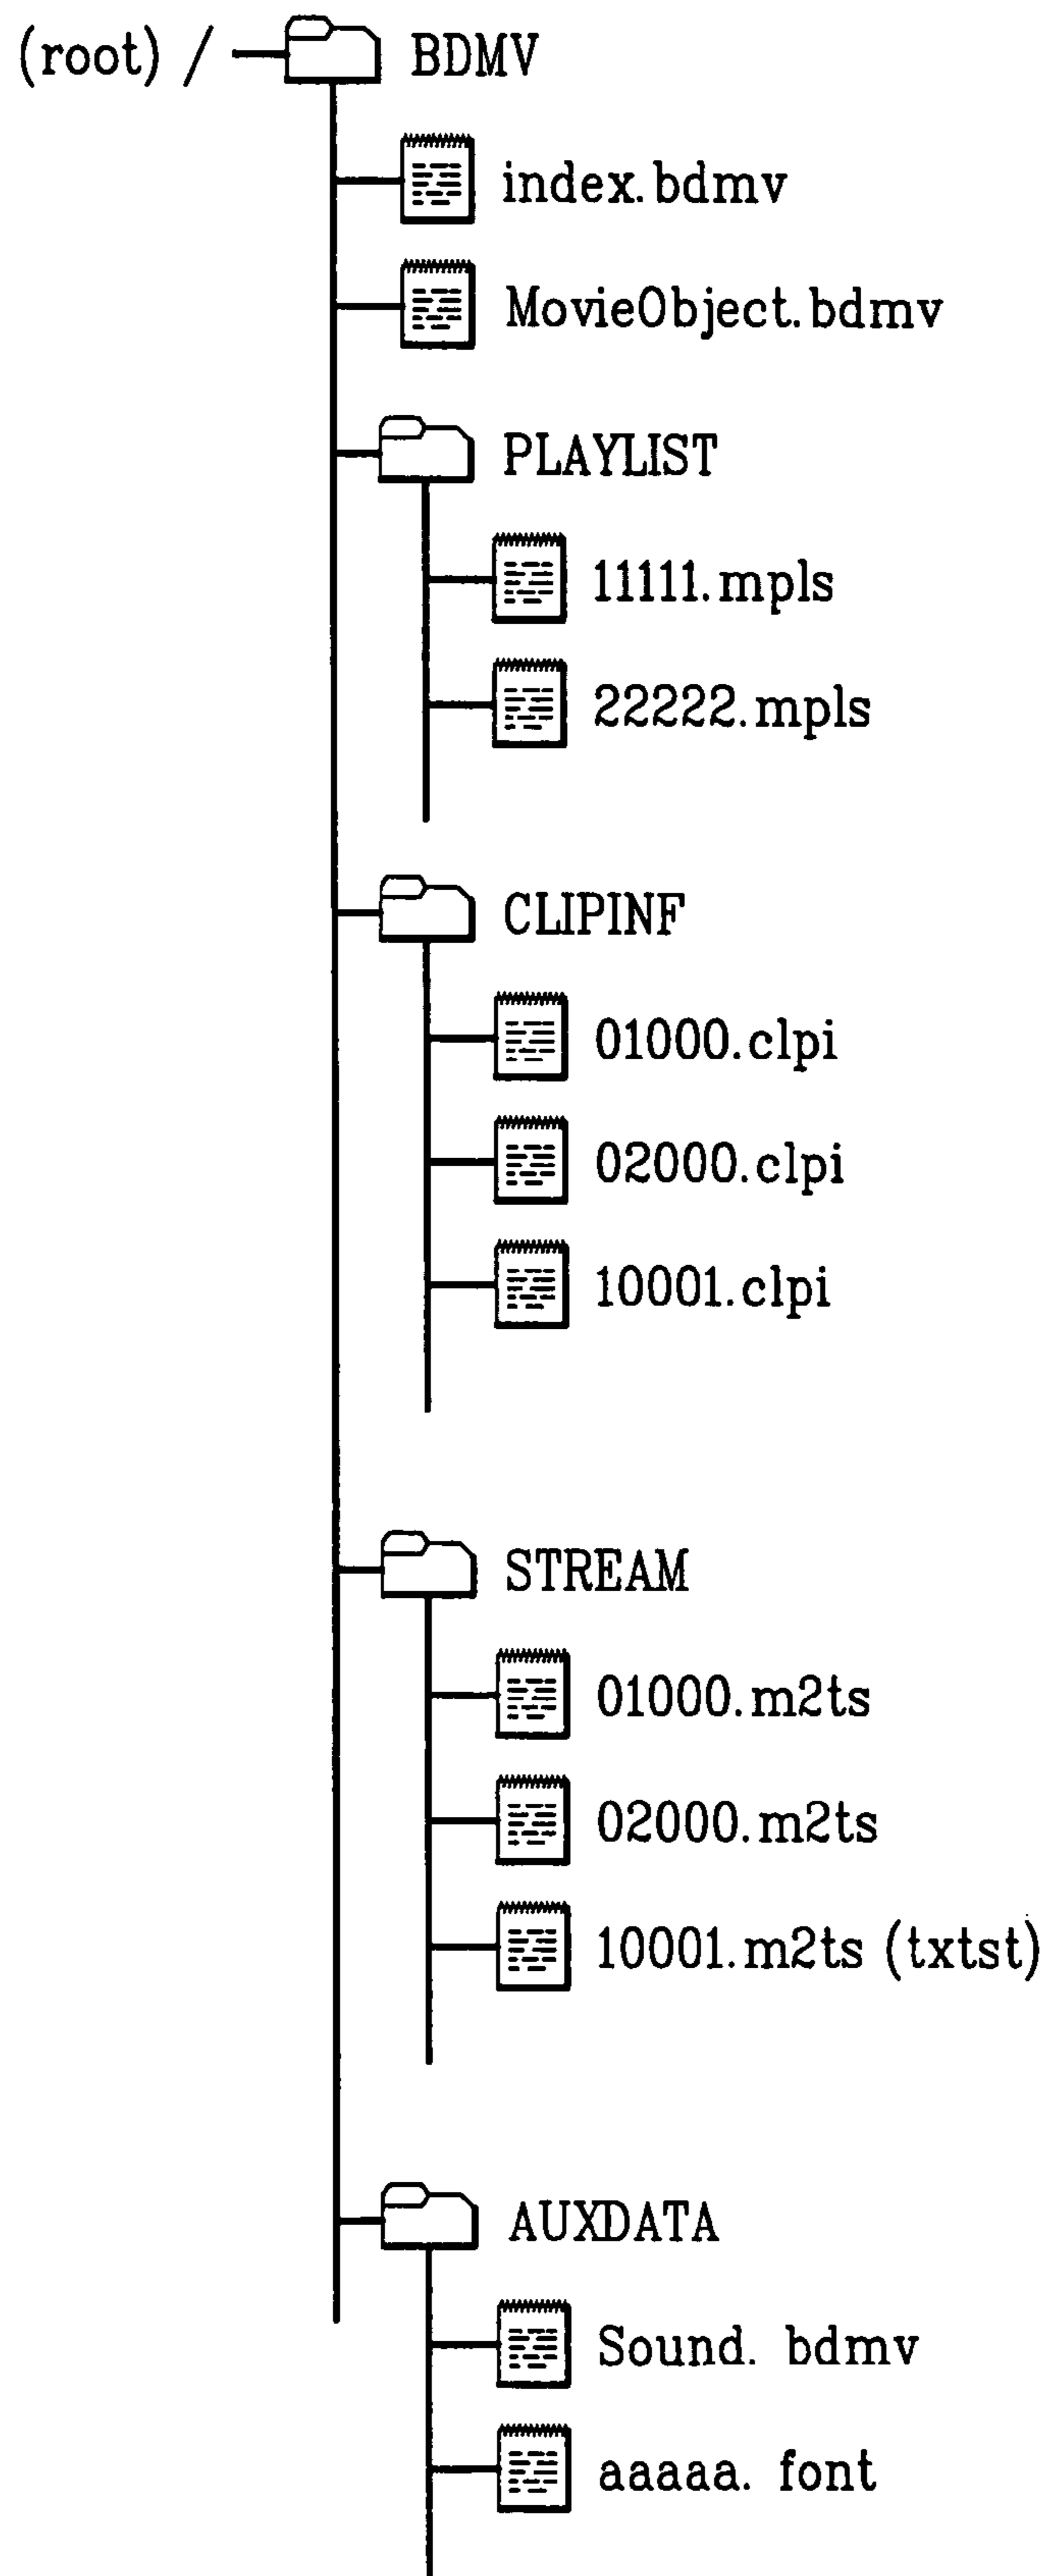 (root) / BDMV
index.bdmv
MovieObject.bdmv
PLAYLIST
11111.mpls
22222.mpls
CLIPINF
01000.clpi
02000.clpi
10001.clpi
STREAM
01000.m2ts
02000.m2ts
10001.m2ts (txtst)
AUXDATA
Sound. bdmv
aaaaa. font